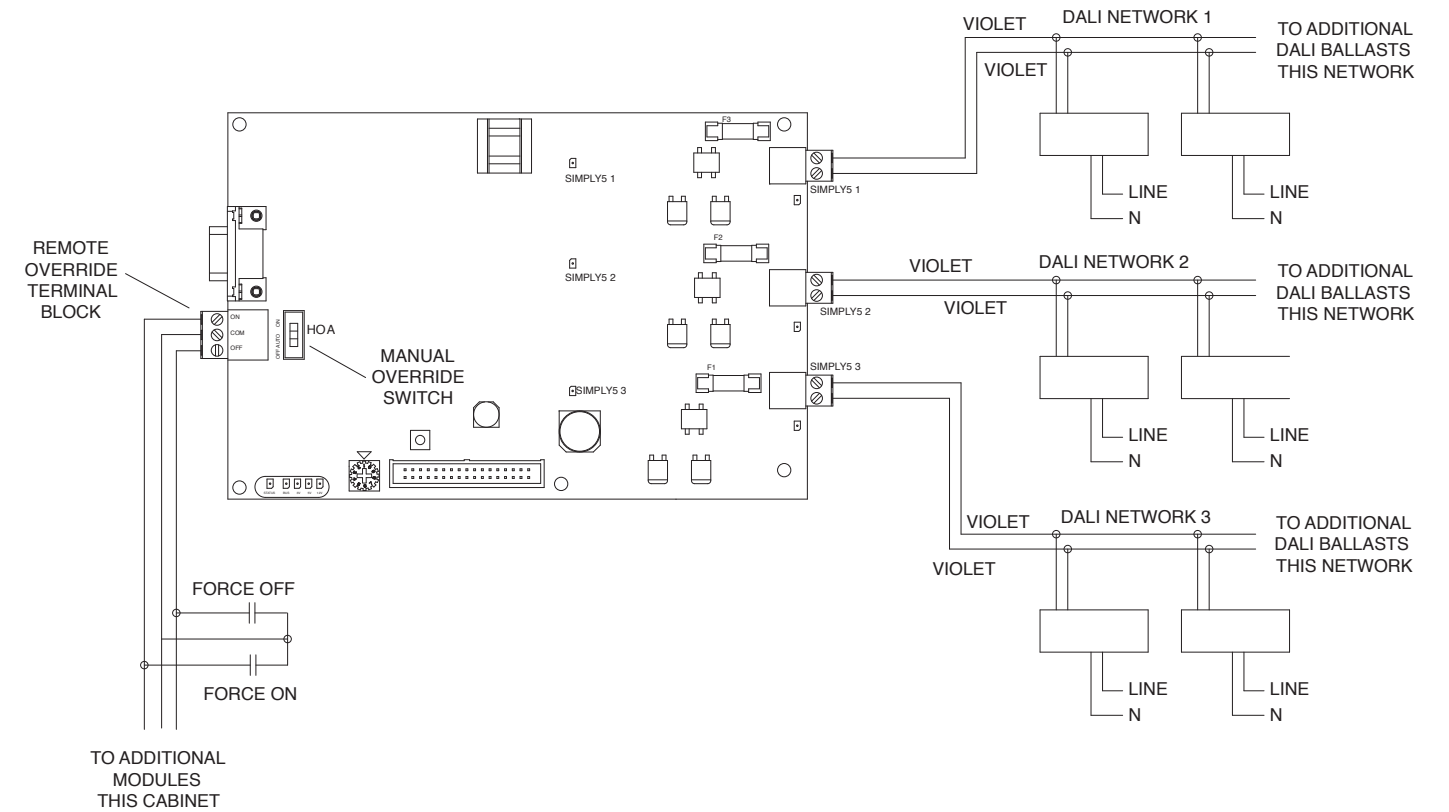 VIOLET
DALI NETWORK 1
VIOLET
TO ADDITIONAL
DALI BALLASTS
THIS NETWORK
LINE
N
LINE
N
F3
SIMPLY5 1
SIMPLY5 1
F2
SIMPLY5 2
SIMPLY5 2
VIOLET
DALI NETWORK 2
VIOLET
TO ADDITIONAL
DALI BALLASTS
THIS NETWORK
LINE
N
LINE
N
REMOTE
OVERRIDE
TERMINAL
BLOCK
ON
COM
OFF
OFF AUTO ON
HOA
MANUAL
OVERRIDE
SWITCH
F1
SIMPLY5 3
SIMPLY5 3
VIOLET
DALI NETWORK 3
VIOLET
TO ADDITIONAL
DALI BALLASTS
THIS NETWORK
LINE
N
LINE
N
FORCE OFF
FORCE ON
TO ADDITIONAL
MODULES
THIS CABINET